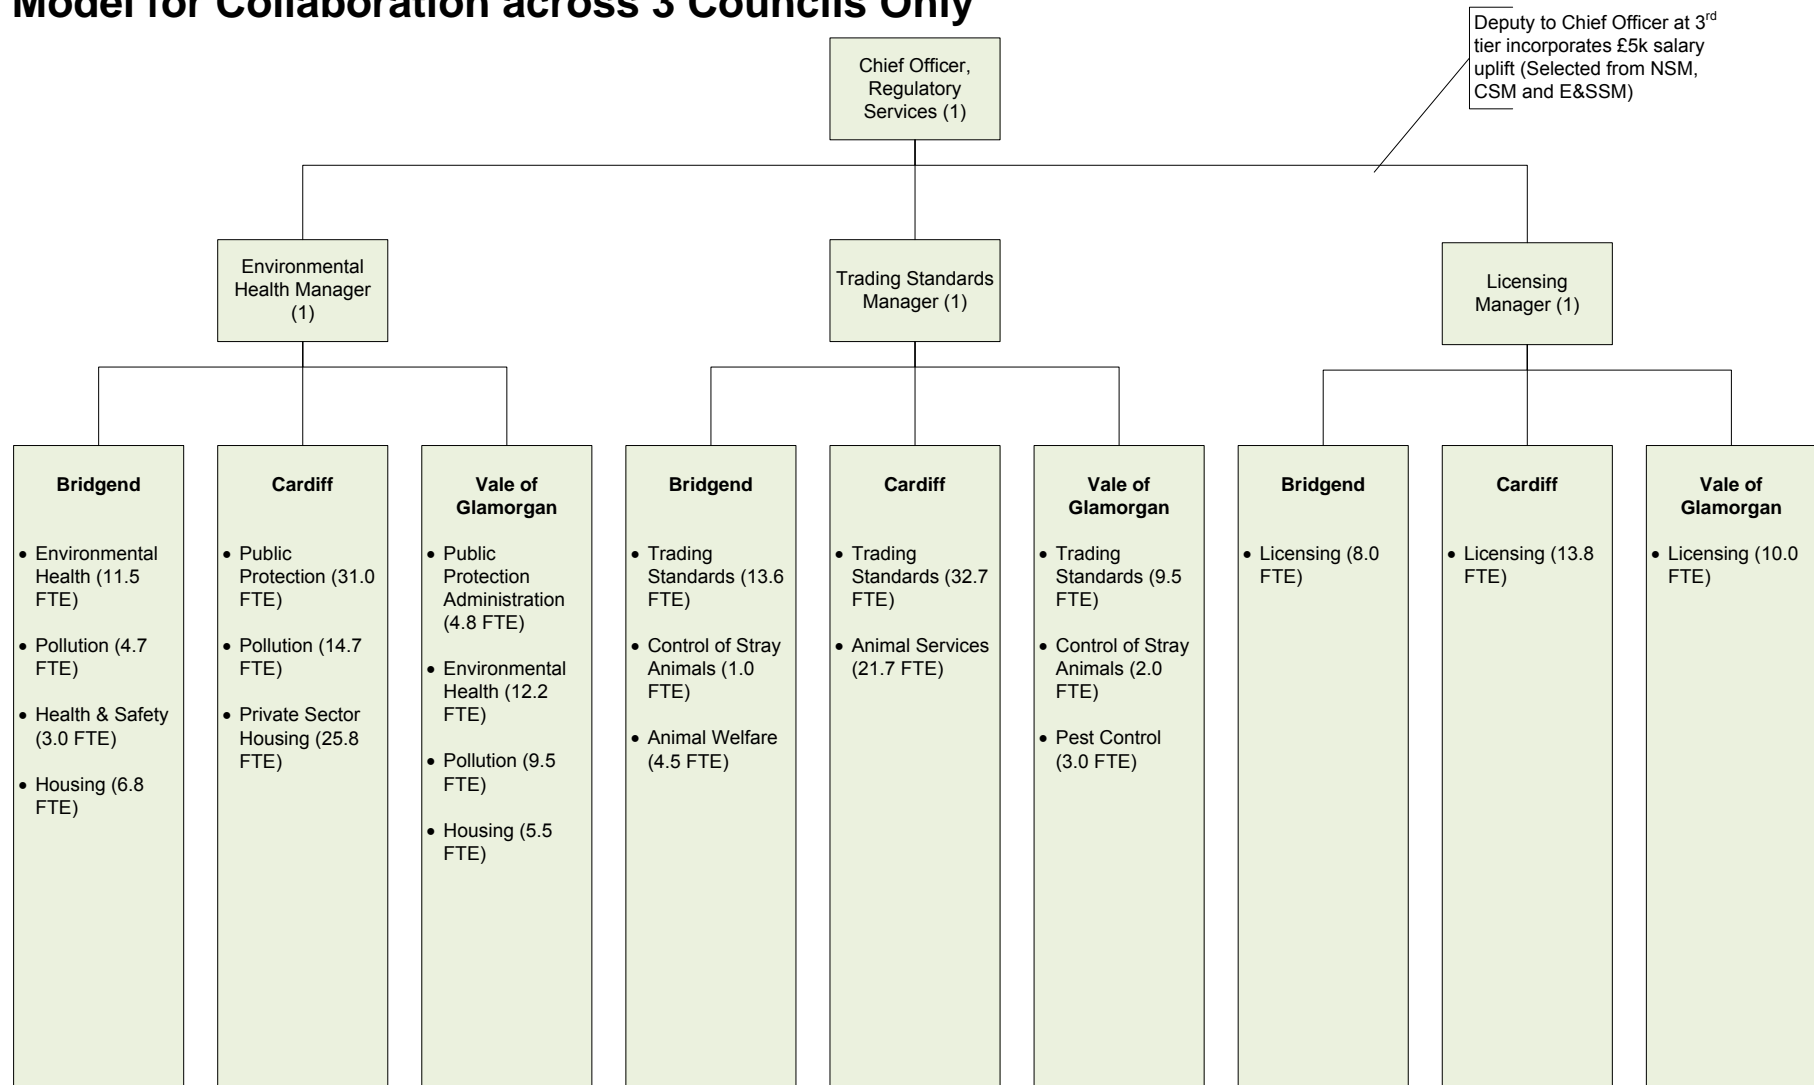 Model for Collaboration across 3 Councils Only
Deputy to Chief Officer at 3rd
tier incorporates £5k salary
uplift (Selected from NSM,
CSM and E&SSM)
Chief Officer,
Regulatory
Services (1)
Environmental
Health Manager
(1)
Trading Standards
Manager (1)
Licensing
Manager (1)
Bridgend
• Environmental
Health (11.5
FTE)
• Pollution (4.7
FTE)
• Health & Safety
(3.0 FTE)
• Housing (6.8
FTE)
Cardiff
• Public
Protection (31.0
FTE)
• Pollution (14.7
FTE)
• Private Sector
Housing (25.8
FTE)
Vale of
Glamorgan
• Public
Protection
Administration
(4.8 FTE)
• Environmental
Health (12.2
FTE)
• Pollution (9.5
FTE)
• Housing (5.5
FTE)
Bridgend
• Trading
Standards (13.6
FTE)
• Control of Stray
Animals (1.0
FTE)
• Animal Welfare
(4.5 FTE)
Cardiff
• Trading
Standards (32.7
FTE)
• Animal Services
(21.7 FTE)
Vale of
Glamorgan
• Trading
Standards (9.5
FTE)
• Control of Stray
Animals (2.0
FTE)
• Pest Control
(3.0 FTE)
Bridgend
• Licensing (8.0
FTE)
Cardiff
• Licensing (13.8
FTE)
Vale of
Glamorgan
• Licensing (10.0
FTE)